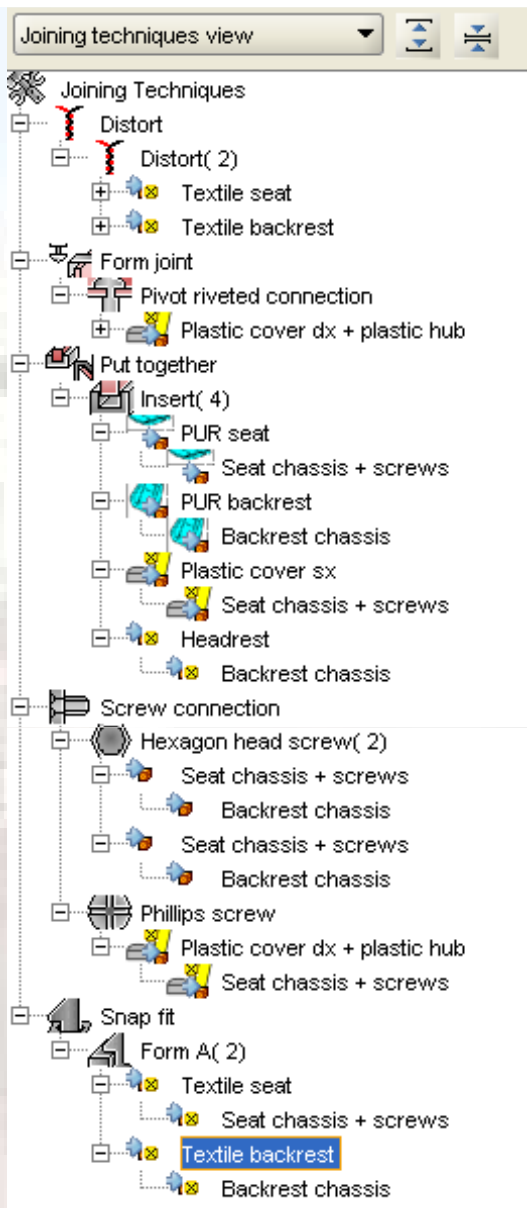 Joining techniques view
Joining Techniques
Distort
Distort( 2)
Textile seat
Textile backrest
Form joint
Pivot riveted connection
Plastic cover dx + plastic hub
Put together
Insert( 4)
PUR seat
Seat chassis + screws
PUR backrest
Backrest chassis
Plastic cover sx
Seat chassis + screws
Headrest
Backrest chassis
Screw connection
Hexagon head screw( 2)
Seat chassis + screws
Backrest chassis
Seat chassis + screws
Backrest chassis
Phillips screw
Plastic cover dx + plastic hub
Seat chassis + screws
Snap fit
Form A( 2)
Textile seat
Seat chassis + screws
Textile backrest
Backrest chassis